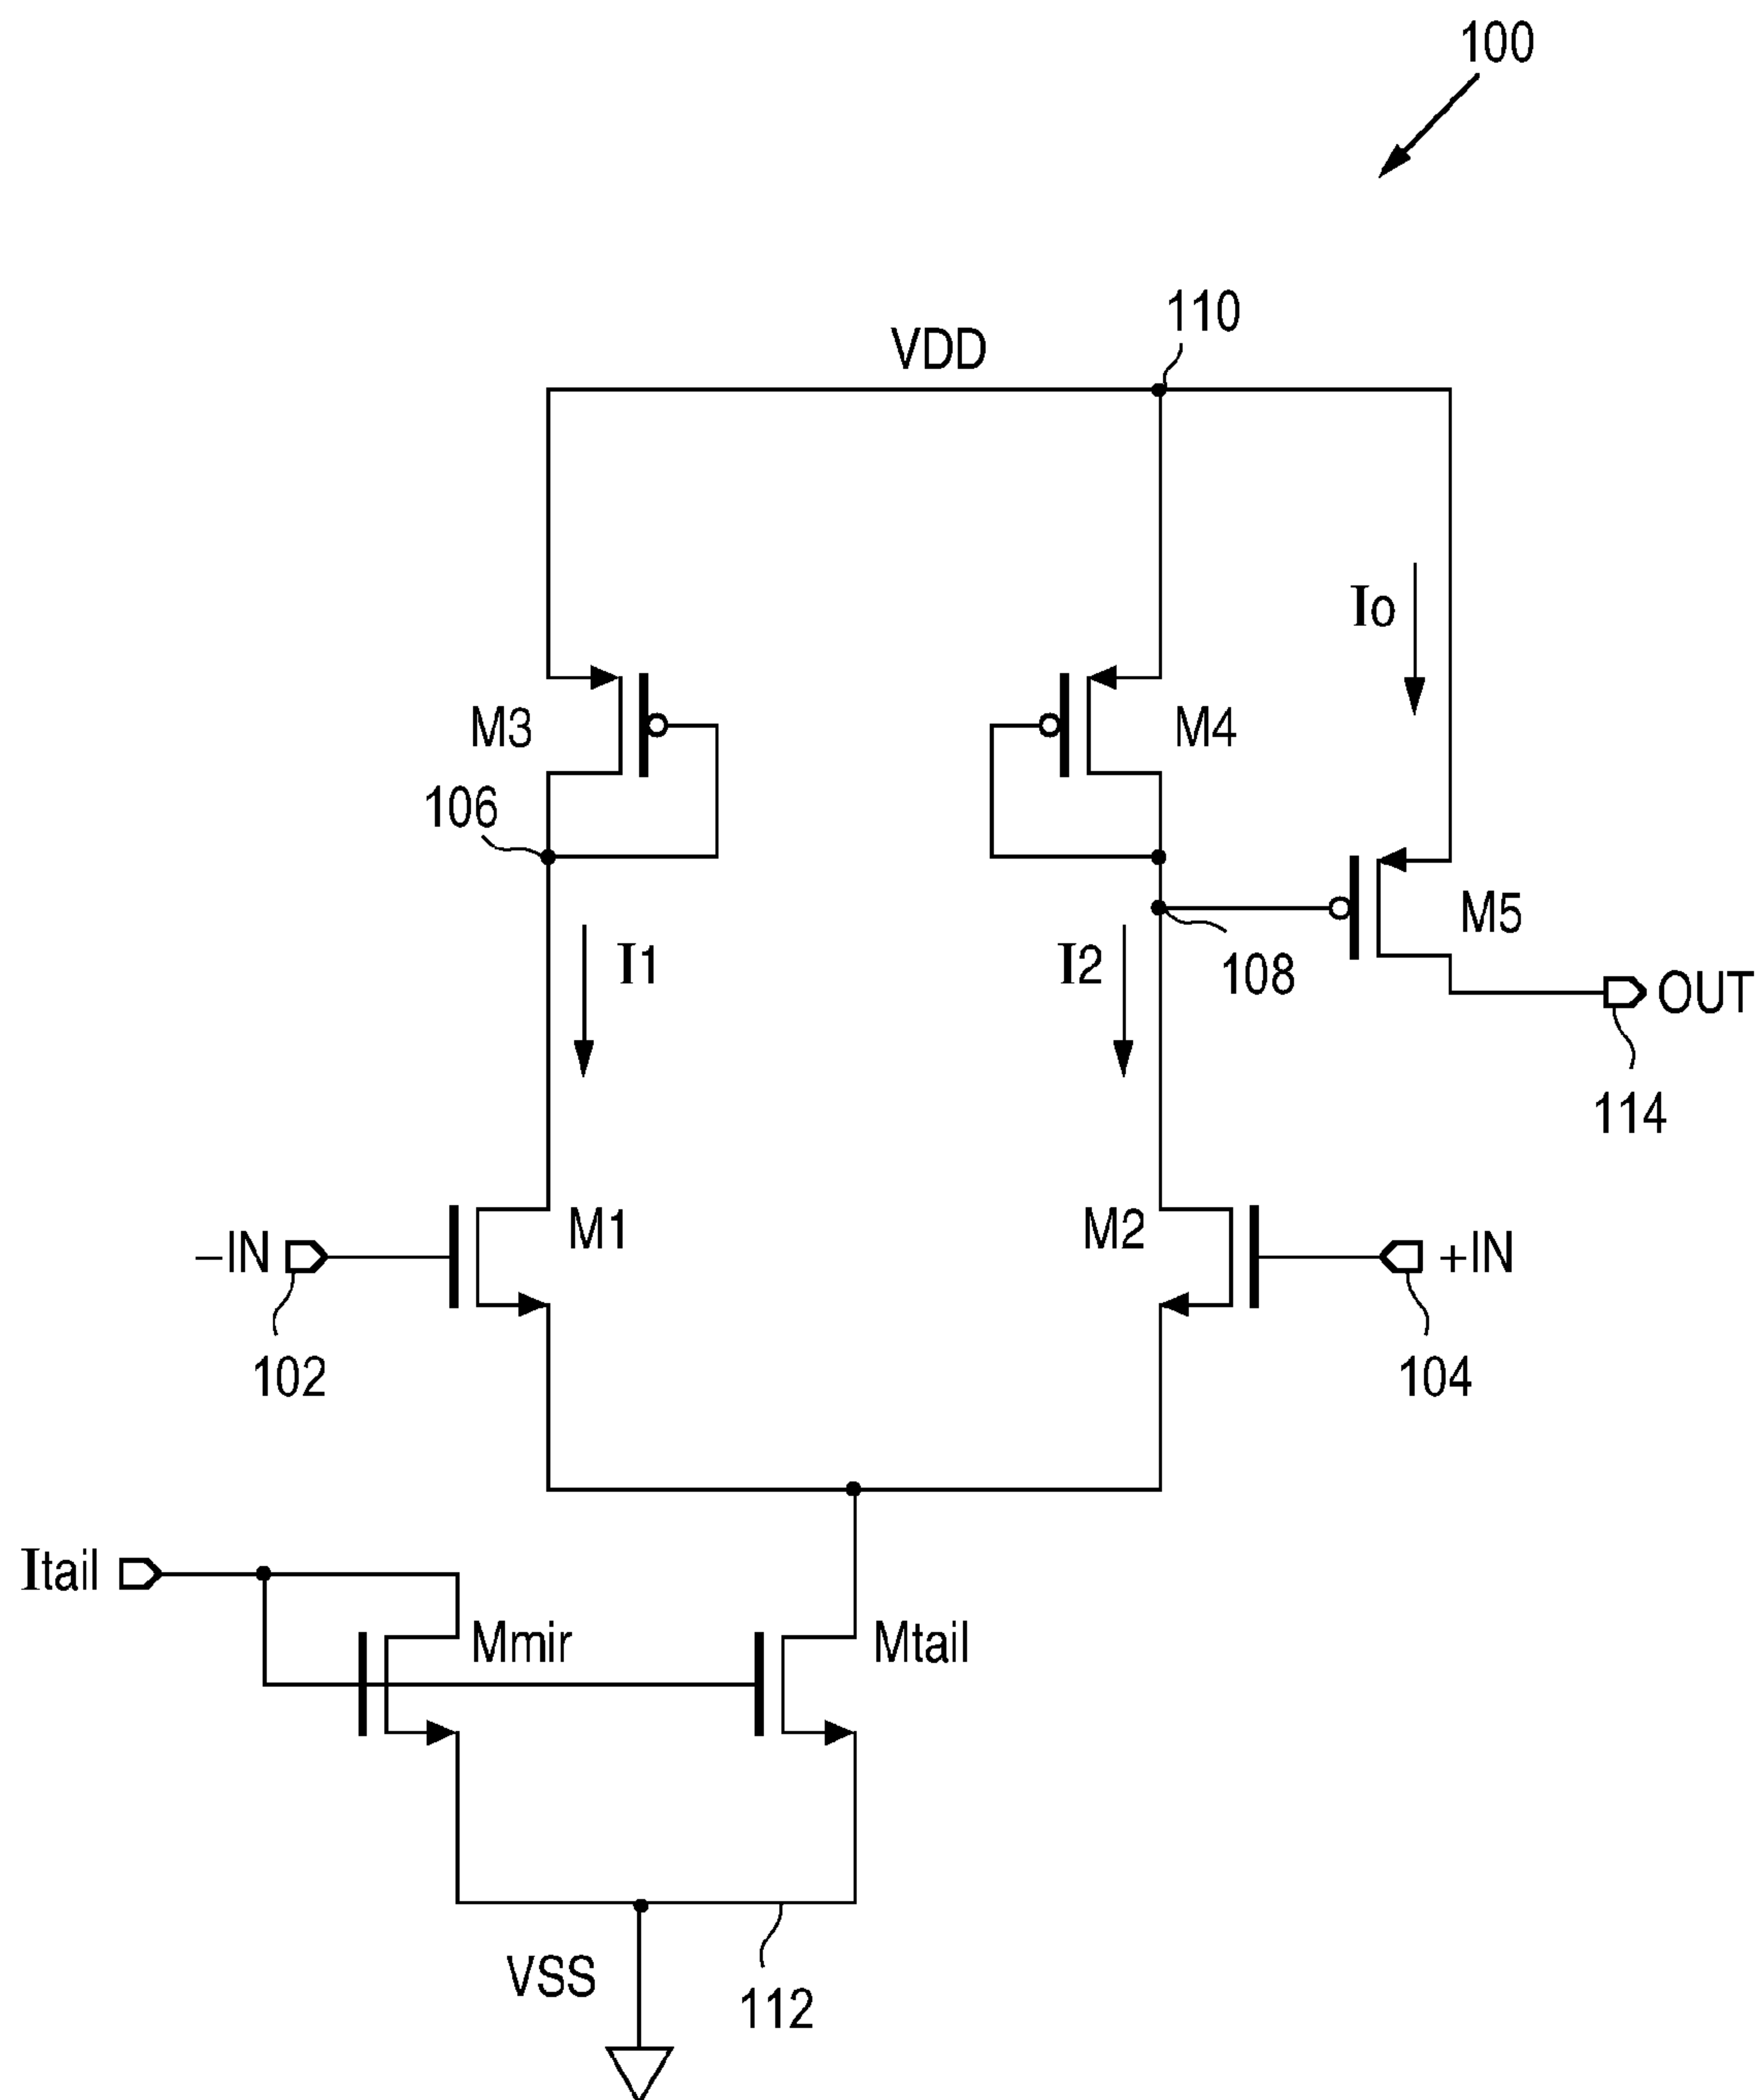 100
110
VDD
Io
M3
M4
106
M5
I1
I2
108
OUT
114
M1
M2
–IN
+IN
102
104
Itail
Mmir
Mtail
VSS
112